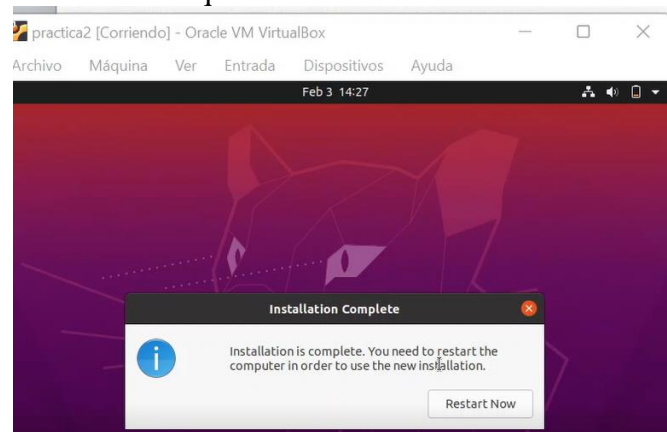 practica2 [Corriendo] - Oracle VM VirtualBox
Archivo Máquina Ver Entrada Dispositivos Ayuda
Feb 3 14:27
Installation Complete
Installation is complete. You need to restart the
computer in order to use the new installation.
Restart Now